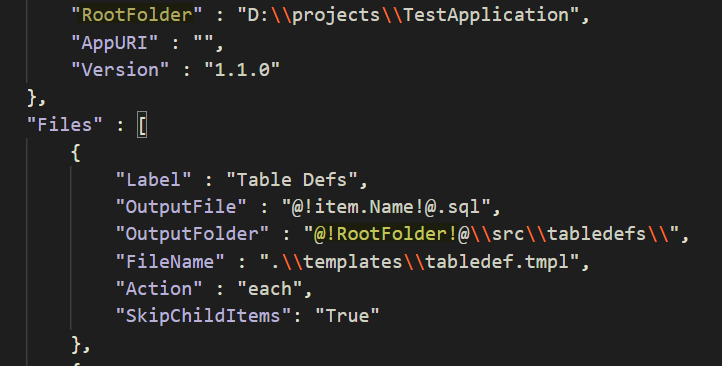 "RootFolder" : "D:\\projects\\TestApplication",
"AppURI" : "",
"Version" : "1.1.0"
},
"Files" : [
{
"Label" : "Table Defs",
"OutputFile" : "@!item.Name!@.sql",
"OutputFolder" : "@!RootFolder!@\\src\\tabledefs\\",
"FileName" : ".\\templates\\tabledef.tmpl",
"Action" : "each",
"SkipChildItems": "True"
},